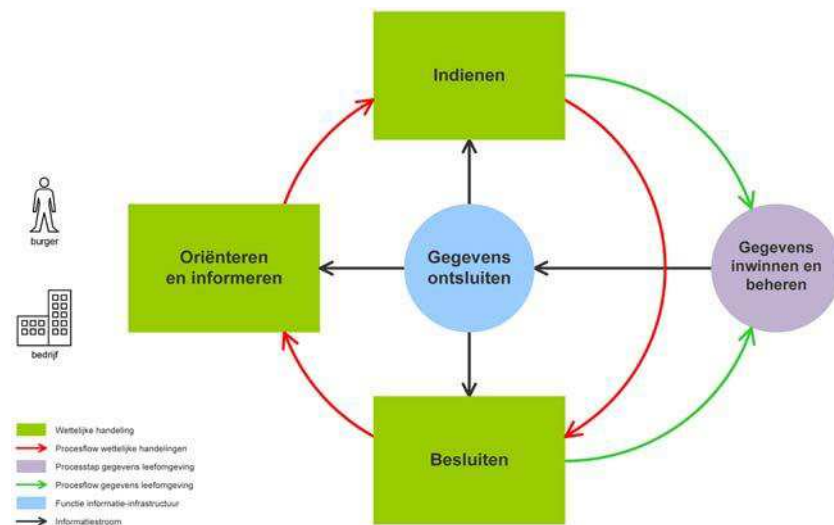 Indienen
burger
Oriënteren
en informeren
Gegevens
ontsluiten
Gegevens
inwinnen en
beheren
bedrijf
Besluiten
Wettelijke handeling
Procesflow wettelijke handelingen
Processtap gegevens leefomgeving
Procesflow gegevens leefomgeving
Functie informatie-infrastructuur
Informatiestroom